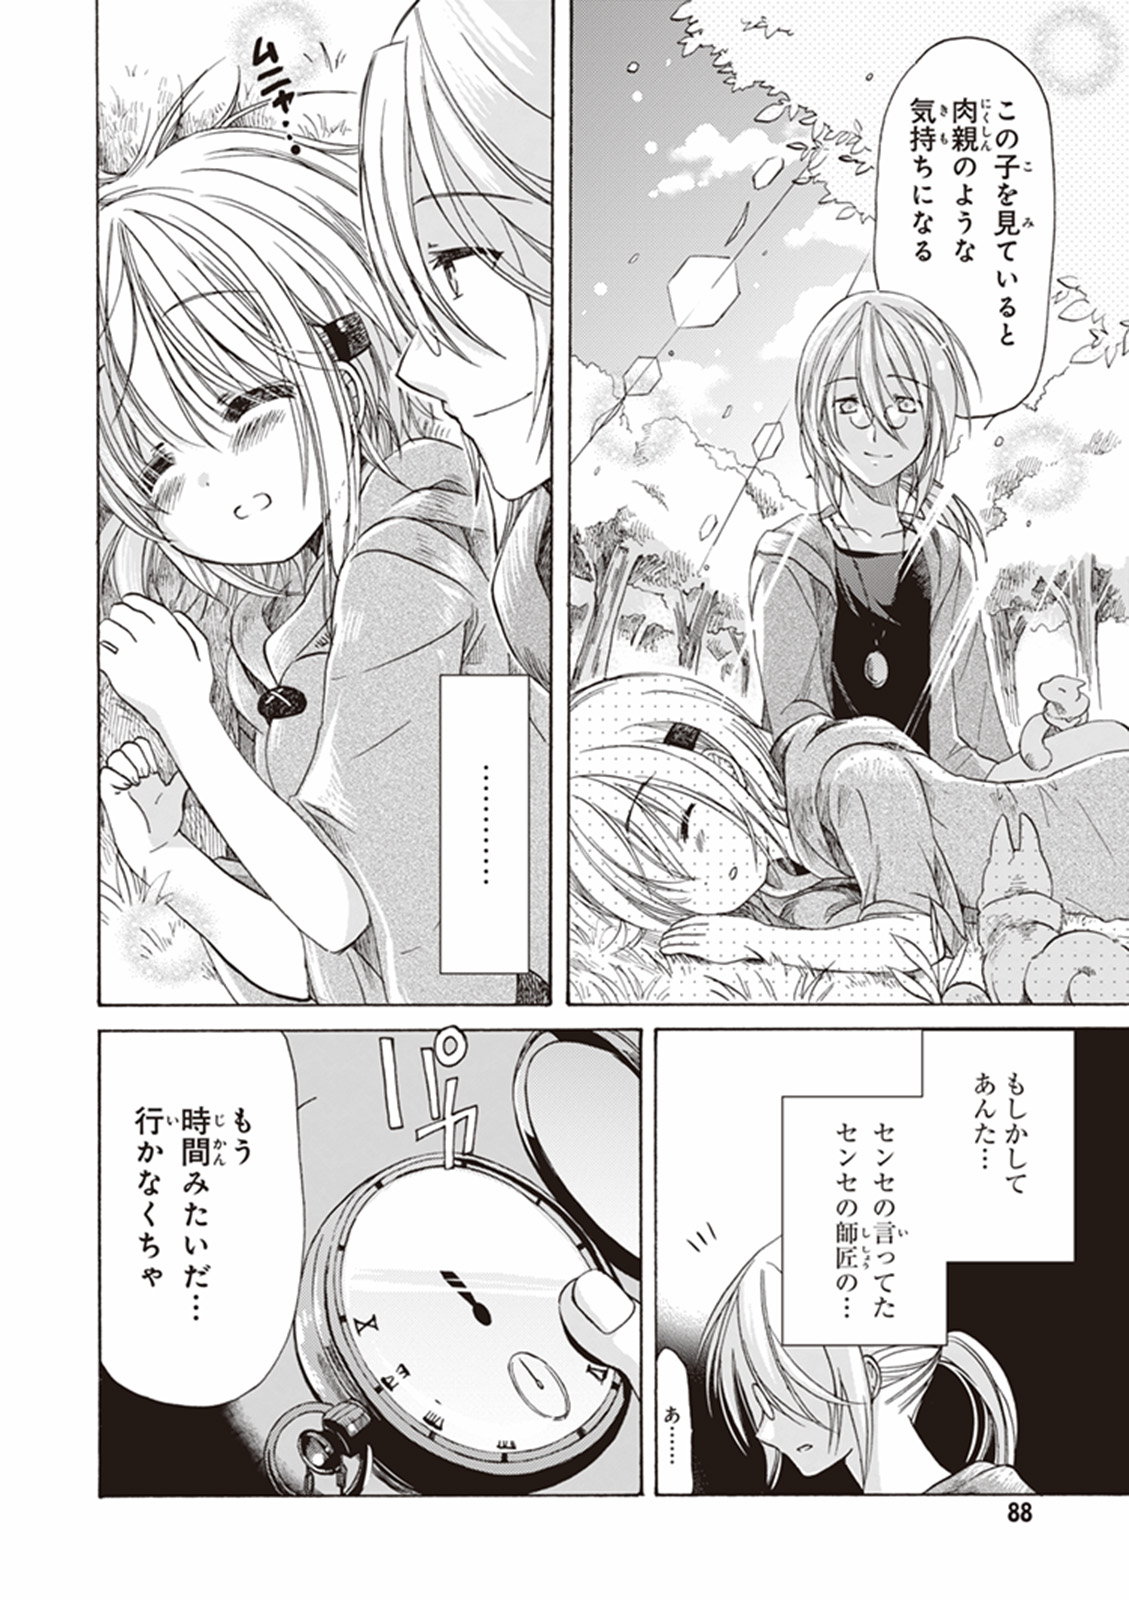 この子を見ていると
肉親のような
気持ちになる
ムニャ…
…………
もしかして
あんた…
センセの言ってた
センセの師匠の…
あ……
パカ
もう
時間みたいだ…
行かなくちゃ
88